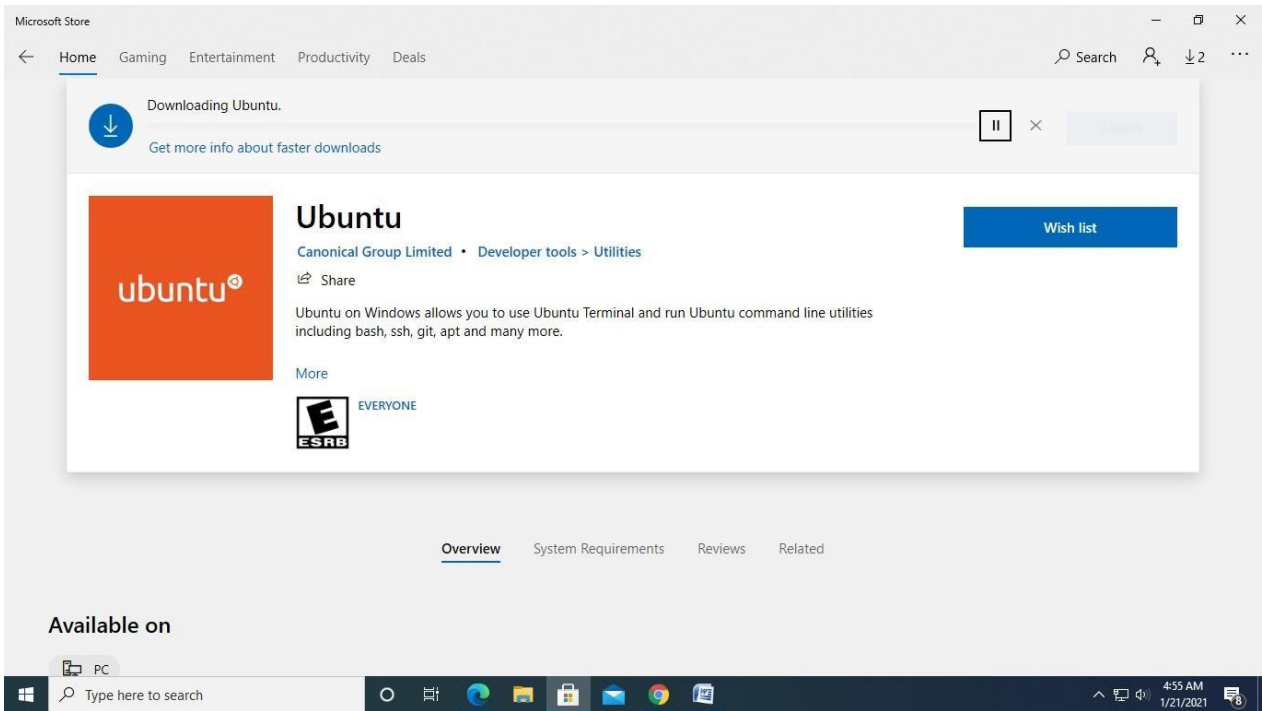 Microsoft Store
Home Gaming Entertainment Productivity Deals Search 2
Downloading Ubuntu.
Get more info about faster downloads
ubuntu
Ubuntu
Canonical Group Limited • Developer tools > Utilities
Wish list
Share
Ubuntu on Windows allows you to use Ubuntu Terminal and run Ubuntu command line utilities
including bash, ssh, git, apt and many more.
More
E
EVERYONE
ESRB
Overview System Requirements Reviews Related
Available on
PC
Type here to search
4:55 AM
1/21/2021
8